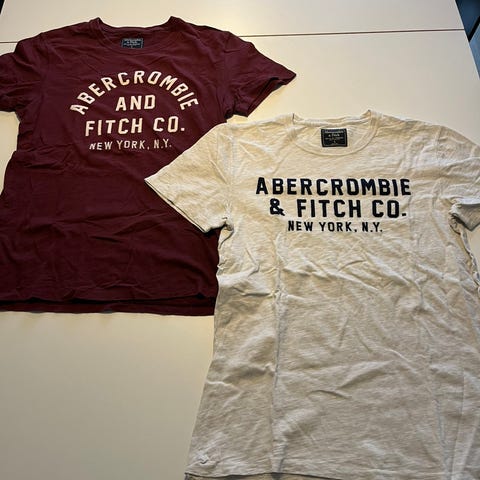 ABERCROMBIE
AND
FITCH CO.
NEW YORK, N.Y.
ABERCROMBIE
& FITCH CO.
NEW YORK, N.Y.